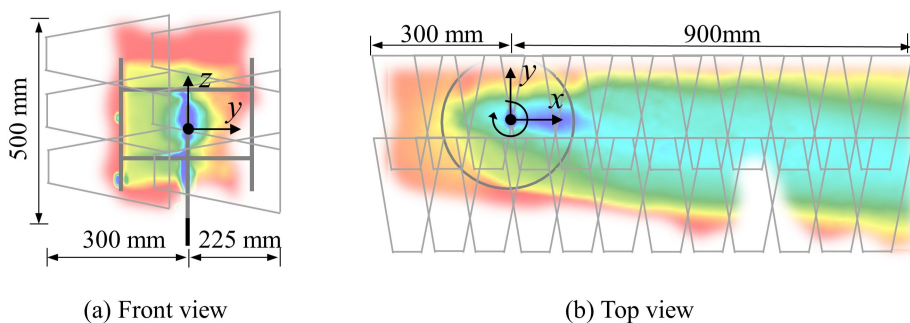 500 mm
z
y
300 mm
225 mm
(a) Front view
300 mm
900mm
y
x
(b) Top view